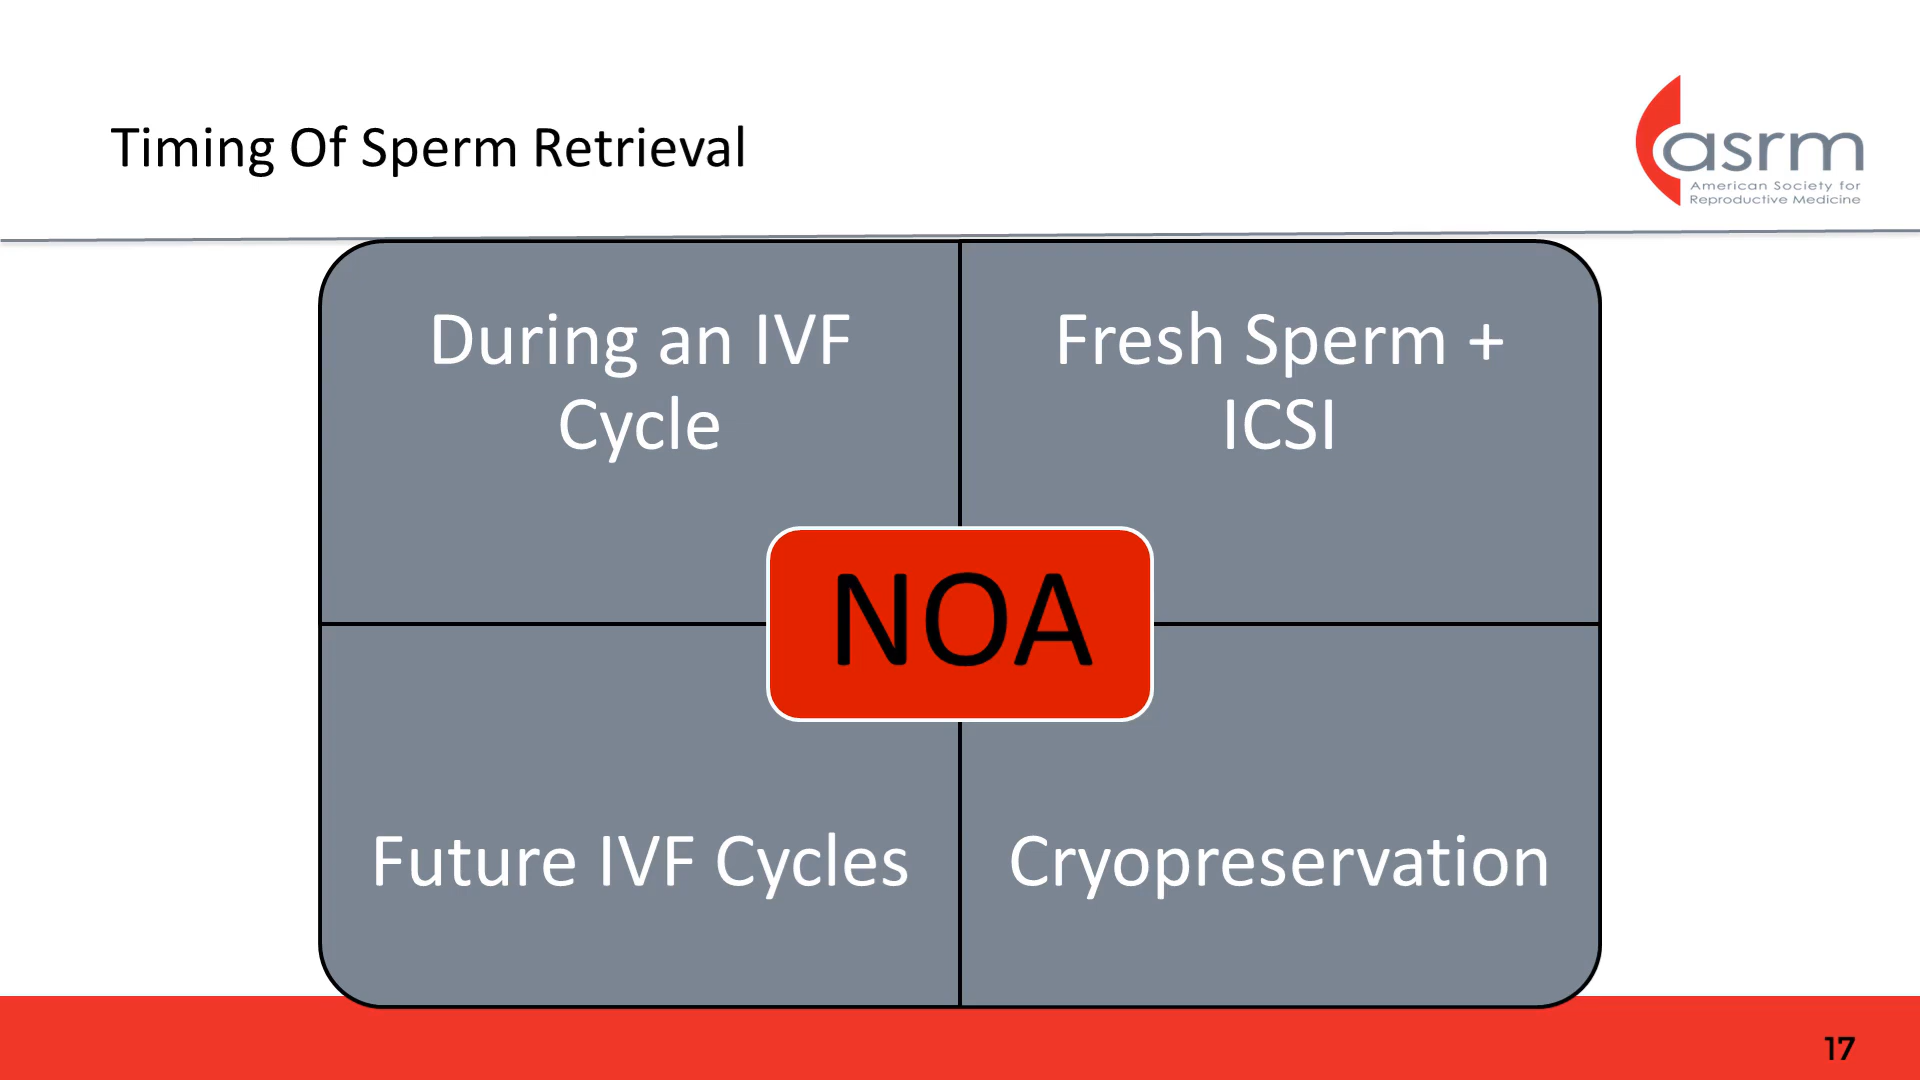 Timing Of Sperm Retrieval
asrm
American Society for
Reproductive Medicine
During an IVF
Cycle
Fresh Sperm +
ICSI
NOA
Future IVF Cycles
Cryopreservation
17